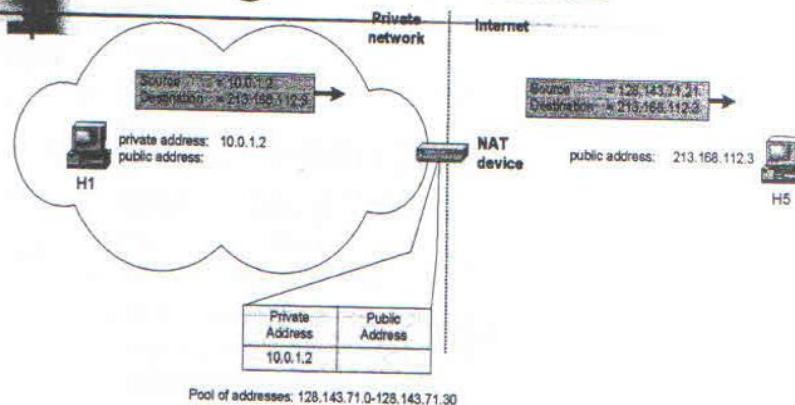 Private
network
Internet
Source = 10.0.1.2
Destination = 213.168.112.3
Source = 128.143.71.21
Destination = 213.168.112.3
private address: 10.0.1.2
public address:
H1
NAT
device
public address: 213.168.112.3
H5
Private
Address
Public
Address
10.0.1.2
Pool of addresses: 128.143.71.0-128.143.71.30